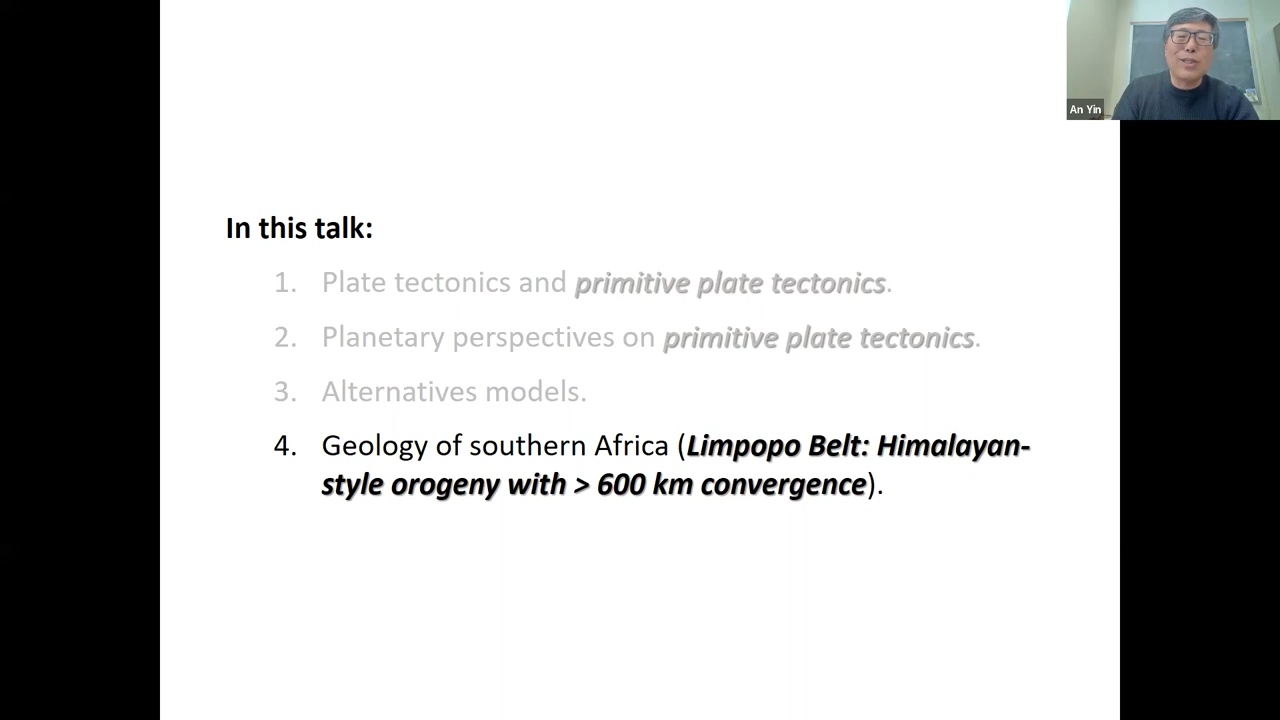 An Yin
In this talk:
1. Plate tectonics and primitive plate tectonics.
2. Planetary perspectives on primitive plate tectonics.
3. Alternatives models.
4. Geology of southern Africa (Limpopo Belt: Himalayan-
style orogeny with > 600 km convergence).